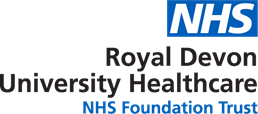 NHS
Royal Devon
University Healthcare
NHS Foundation Trust